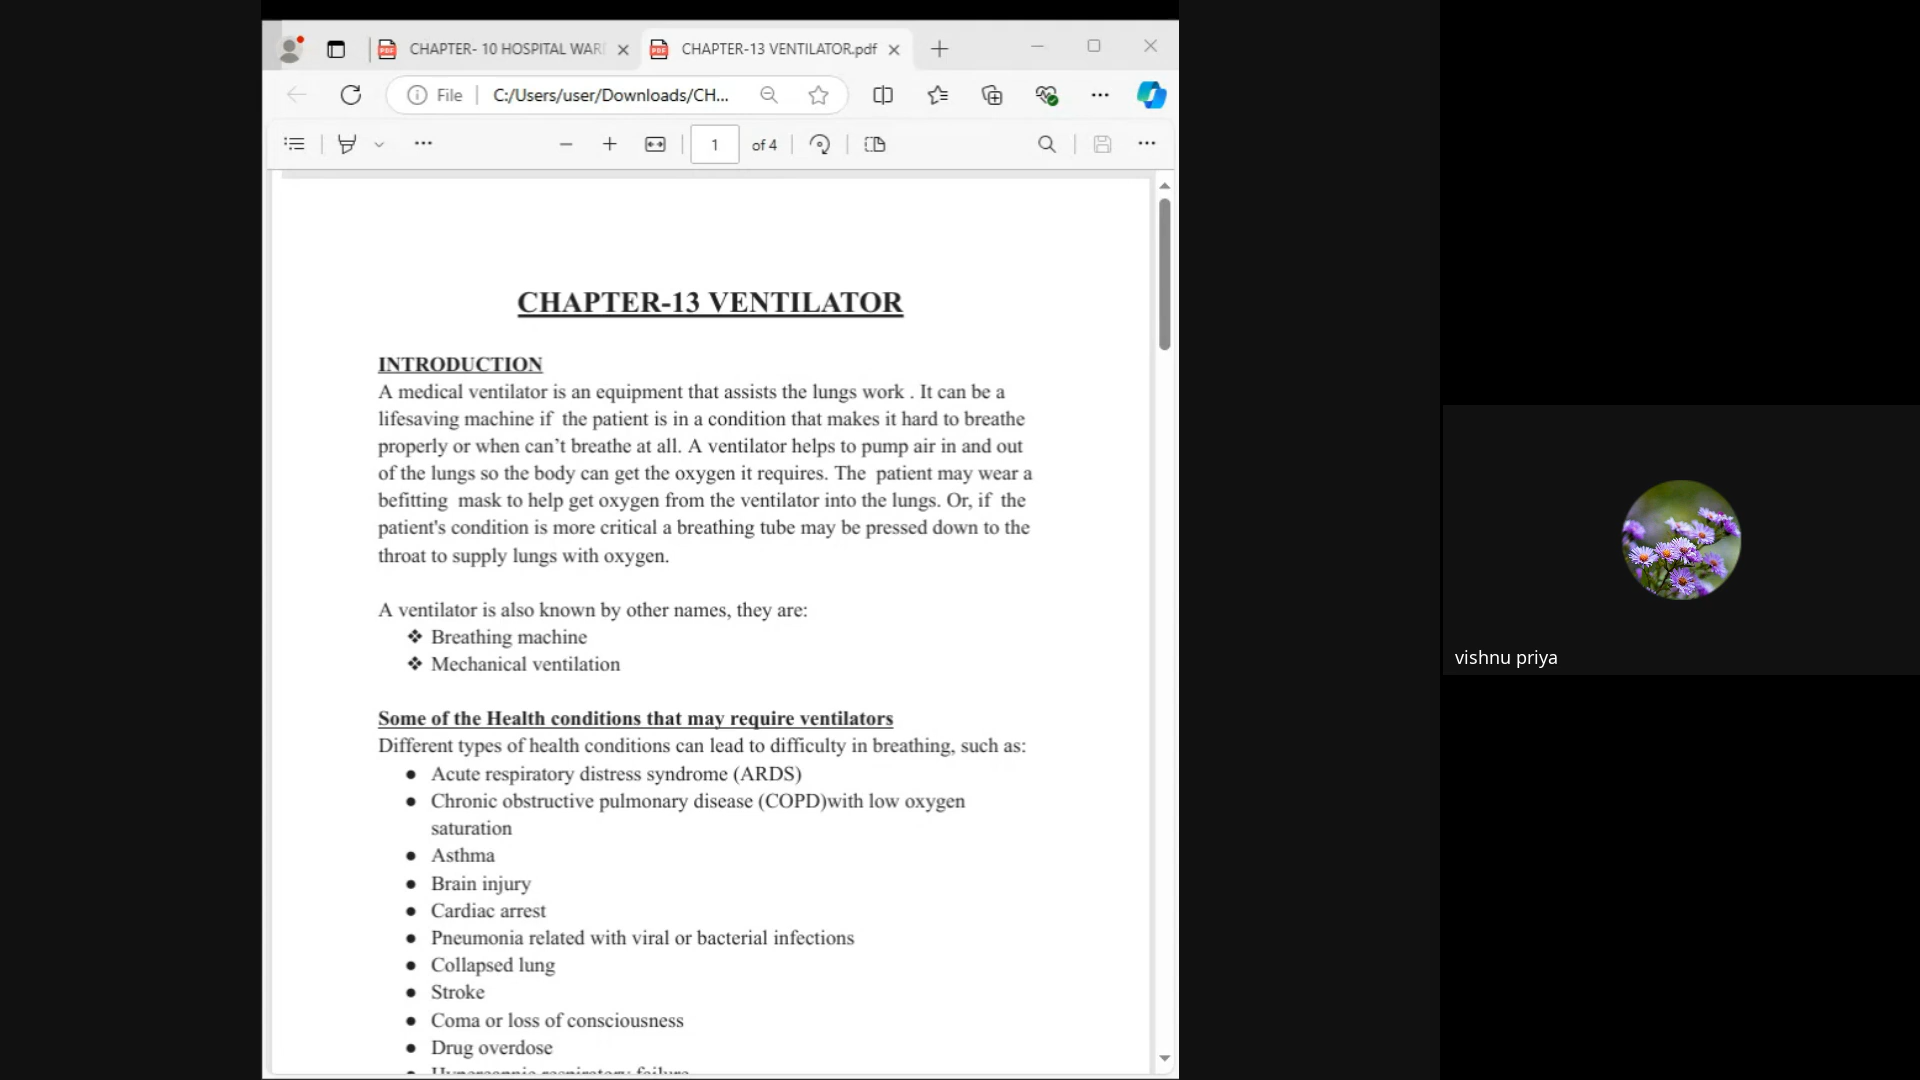 CHAPTER- 10 HOSPITAL WAR
CHAPTER-13 VENTILATOR.pdf
File
C:/Users/user/Downloads/CH...
1
of 4
CHAPTER-13 VENTILATOR
INTRODUCTION
A medical ventilator is an equipment that assists the lungs work . It can be a
lifesaving machine if the patient is in a condition that makes it hard to breathe
properly or when can’t breathe at all. A ventilator helps to pump air in and out
of the lungs so the body can get the oxygen it requires. The patient may wear a
befitting mask to help get oxygen from the ventilator into the lungs. Or, if the
patient's condition is more critical a breathing tube may be pressed down to the
throat to supply lungs with oxygen.
A ventilator is also known by other names, they are:
❖ Breathing machine
❖ Mechanical ventilation
Some of the Health conditions that may require ventilators
Different types of health conditions can lead to difficulty in breathing, such as:
● Acute respiratory distress syndrome (ARDS)
● Chronic obstructive pulmonary disease (COPD)with low oxygen
saturation
● Asthma
● Brain injury
● Cardiac arrest
● Pneumonia related with viral or bacterial infections
● Collapsed lung
● Stroke
● Coma or loss of consciousness
● Drug overdose
● Hypercapnic respiratory failure
vishnu priya